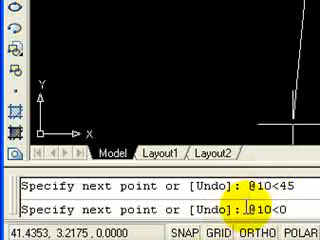 Y
X
Model Layout1 Layout2
Specify next point or [Undo]: @10<45
Specify next point or [Undo]: @10<0
41.4353, 3.2175 , 0.0000 SNAP GRID ORTHO POLAR